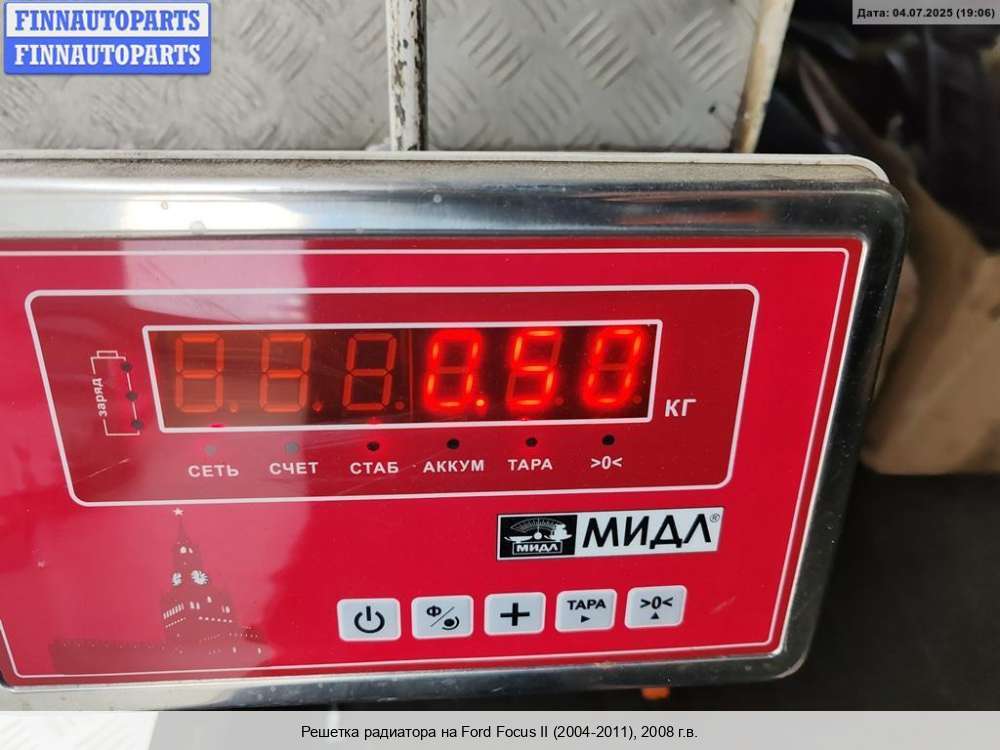 FINNAUTOPARTS
FINNAUTOPARTS
Дата: 04.07.2025 (19:06)
заряд
0.50
КГ
СЕТЬ СЧЕТ СТАБ АККУМ ТАРА >0<
МИДЛ МИДЛ®
Ф ТАРА >0<
Решетка радиатора на Ford Focus II (2004-2011), 2008 г.в.